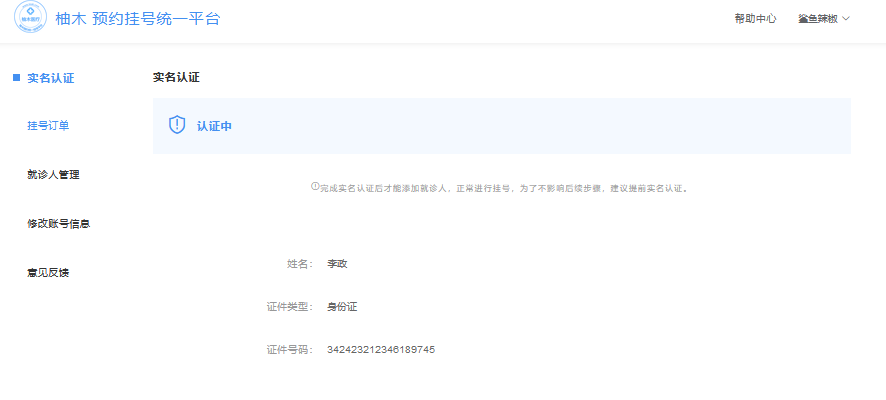 柚木医疗
柚木 预约挂号统一平台
帮助中心
鲨鱼辣椒
实名认证
挂号订单
就诊人管理
修改账号信息
意见反馈
实名认证
认证中
完成实名认证后才能添加就诊人，正常进行挂号，为了不影响后续步骤，建议提前实名认证。
姓名： 李政
证件类型： 身份证
证件号码： 342423212346189745